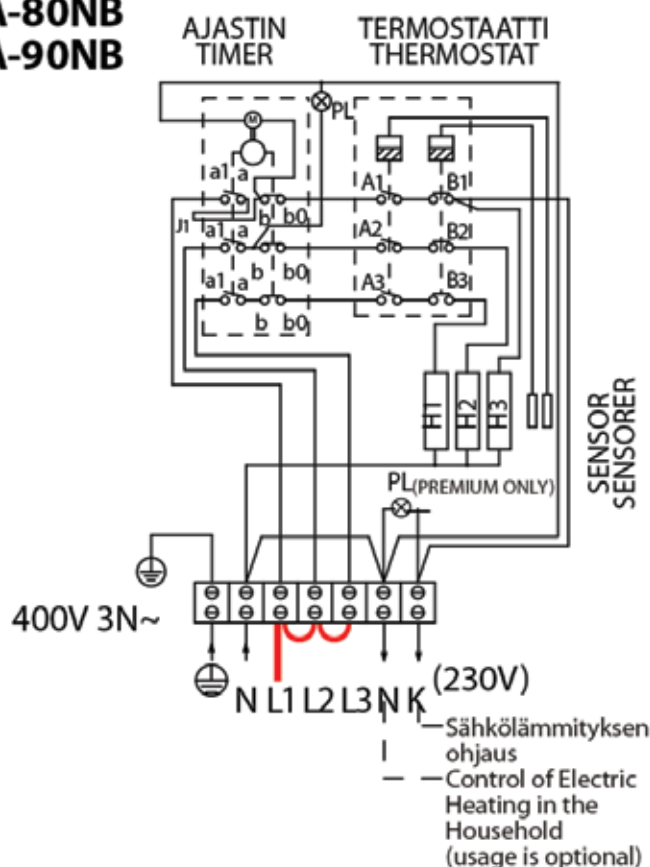 A-80NB
A-90NB
AJASTIN
TIMER
TERMOSTAATTI
THERMOSTAT
PL
M
a1 a
A1
B1
J1
b b0
a1 a
A2
B2
b b0
a1 a
A3
B3
b b0
H1
H2
H3
SENSOR
SENSORER
PL(PREMIUM ONLY)
400V 3N~
N L1 L2 L3 N K (230V)
Sähkölämmityksen
ohjaus
Control of Electric
Heating in the
Household
(usage is optional)